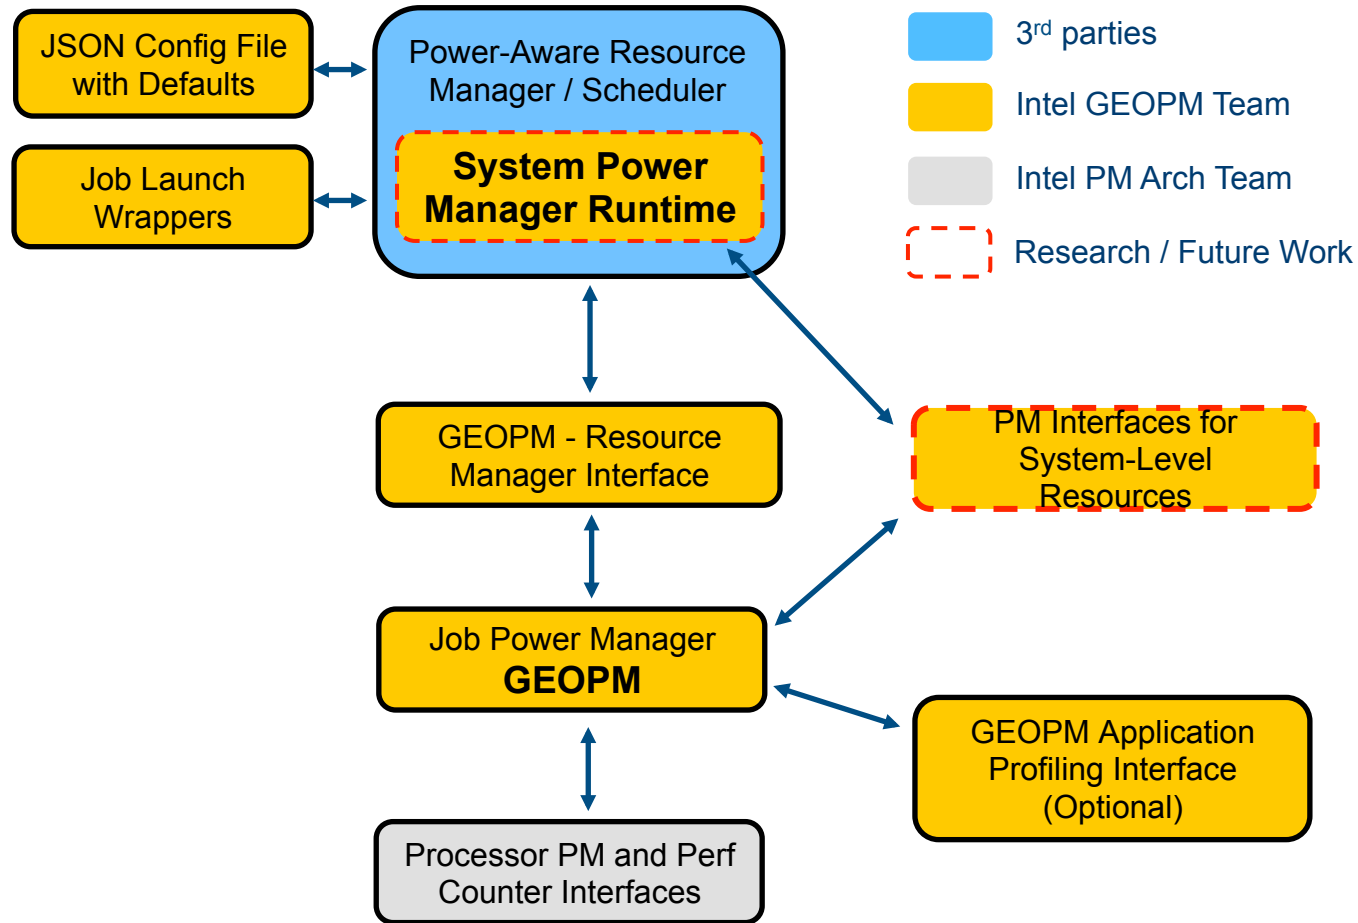 JSON Config File
with Defaults
Job Launch
Wrappers
Power-Aware Resource
Manager / Scheduler
System Power
Manager Runtime
3rd parties
Intel GEOPM Team
Intel PM Arch Team
Research / Future Work
GEOPM - Resource
Manager Interface
PM Interfaces for
System-Level
Resources
Job Power Manager
GEOPM
GEOPM Application
Profiling Interface
(Optional)
Processor PM and Perf
Counter Interfaces